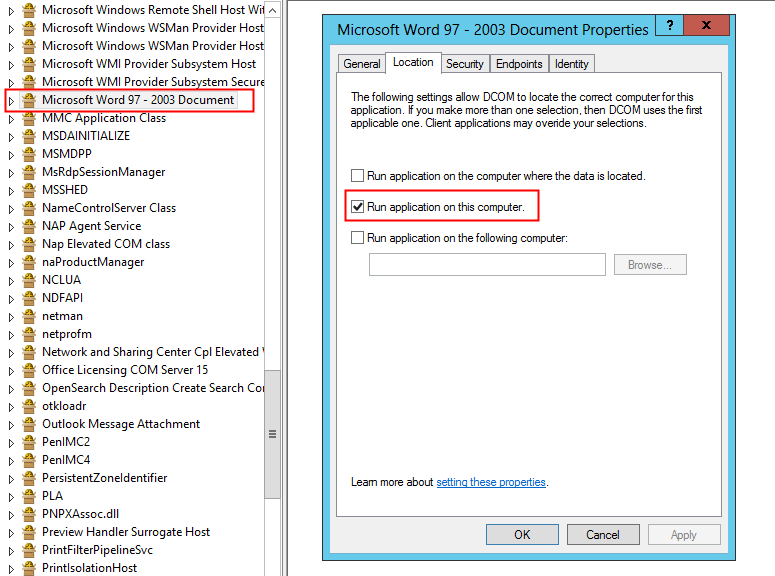 Microsoft Windows Remote Shell Host Wit
Microsoft Windows WSMan Provider Host
Microsoft Windows WSMan Provider Host
Microsoft WMI Provider Subsystem Host
Microsoft WMI Provider Subsystem Secure
Microsoft Word 97 - 2003 Document
MMC Application Class
MSDAINITIALIZE
MSMDPP
MsRdpSessionManager
MSSHED
NameControlServer Class
NAP Agent Service
Nap Elevated COM class
naProductManager
NCLUA
NDFAPI
netman
netprofm
Network and Sharing Center Cpl Elevated
Office Licensing COM Server 15
OpenSearch Description Create Search Co
otkloadr
Outlook Message Attachment
PenIMC2
PenIMC4
PersistentZoneIdentifier
PLA
PNPXAssoc.dll
Preview Handler Surrogate Host
PrintFilterPipelineSvc
PrintIsolationHost
Microsoft Word 97 - 2003 Document Properties ? x
General Location Security Endpoints Identity
The following settings allow DCOM to locate the correct computer for this
application. If you make more than one selection, then DCOM uses the first
applicable one. Client applications may overide your selections.
Run application on the computer where the data is located.
Run application on this computer.
Run application on the following computer:
Browse...
Learn more about setting these properties.
OK Cancel Apply